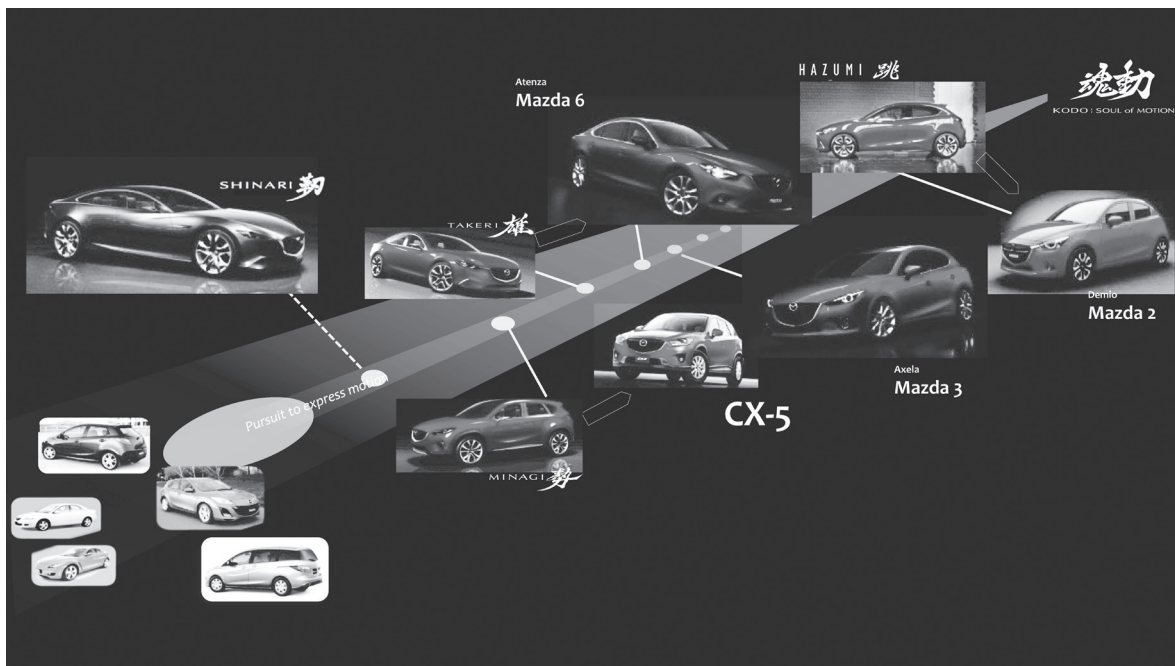 Atenza
Mazda 6
HAZUMI 跳
魂動
KODO : SOUL of MOTION
SHINARI 靭
TAKERI 雄
Demio
Mazda 2
Axela
Mazda 3
CX-5
Pursuit to express motion
MINAGI 勢